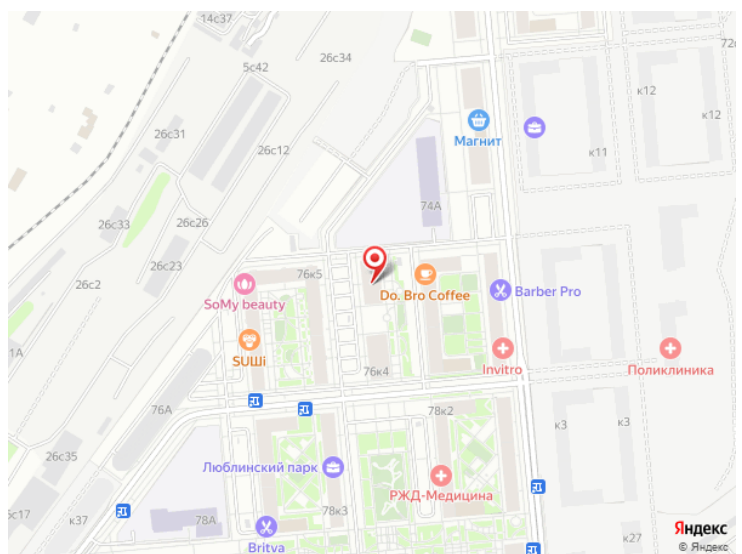 14с37
26с34
5с42
72с
к12
к12
26с31
26с12
Магнит
к11
26с33
74А
26с26
26с23
76к5
26с2
SoMy beauty
Do. Bro Coffee
Barber Pro
1А
SUШi
Invitro
Поликлиника
76к4
76А
78к2
к3
к3
26с35
Люблинский парк
РЖД-Медицина
5с17
к37
78А
78к3
Britva
к27
Яндекс
© Яндекс